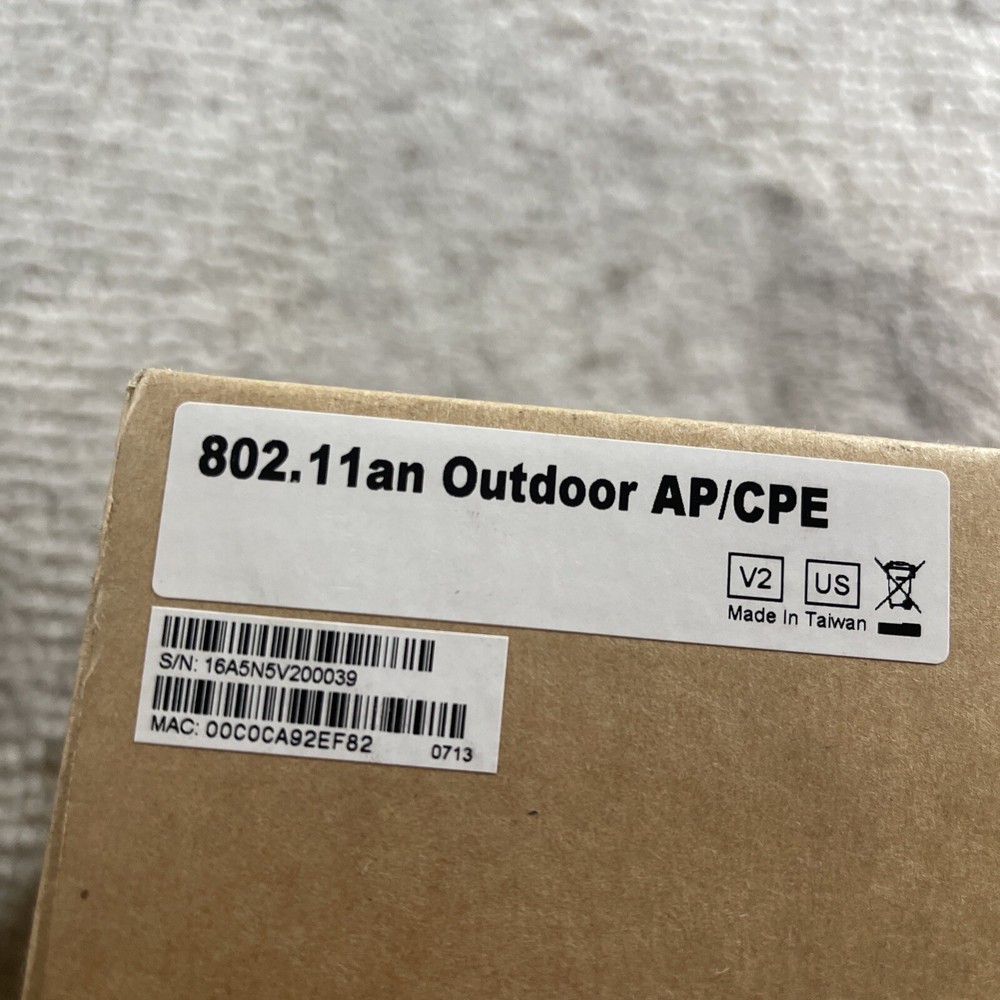 802.11an Outdoor AP/CPE
V2 US
Made In Taiwan
S/N: 16A5N5V200039
MAC: 00C0CA92EF82 0713